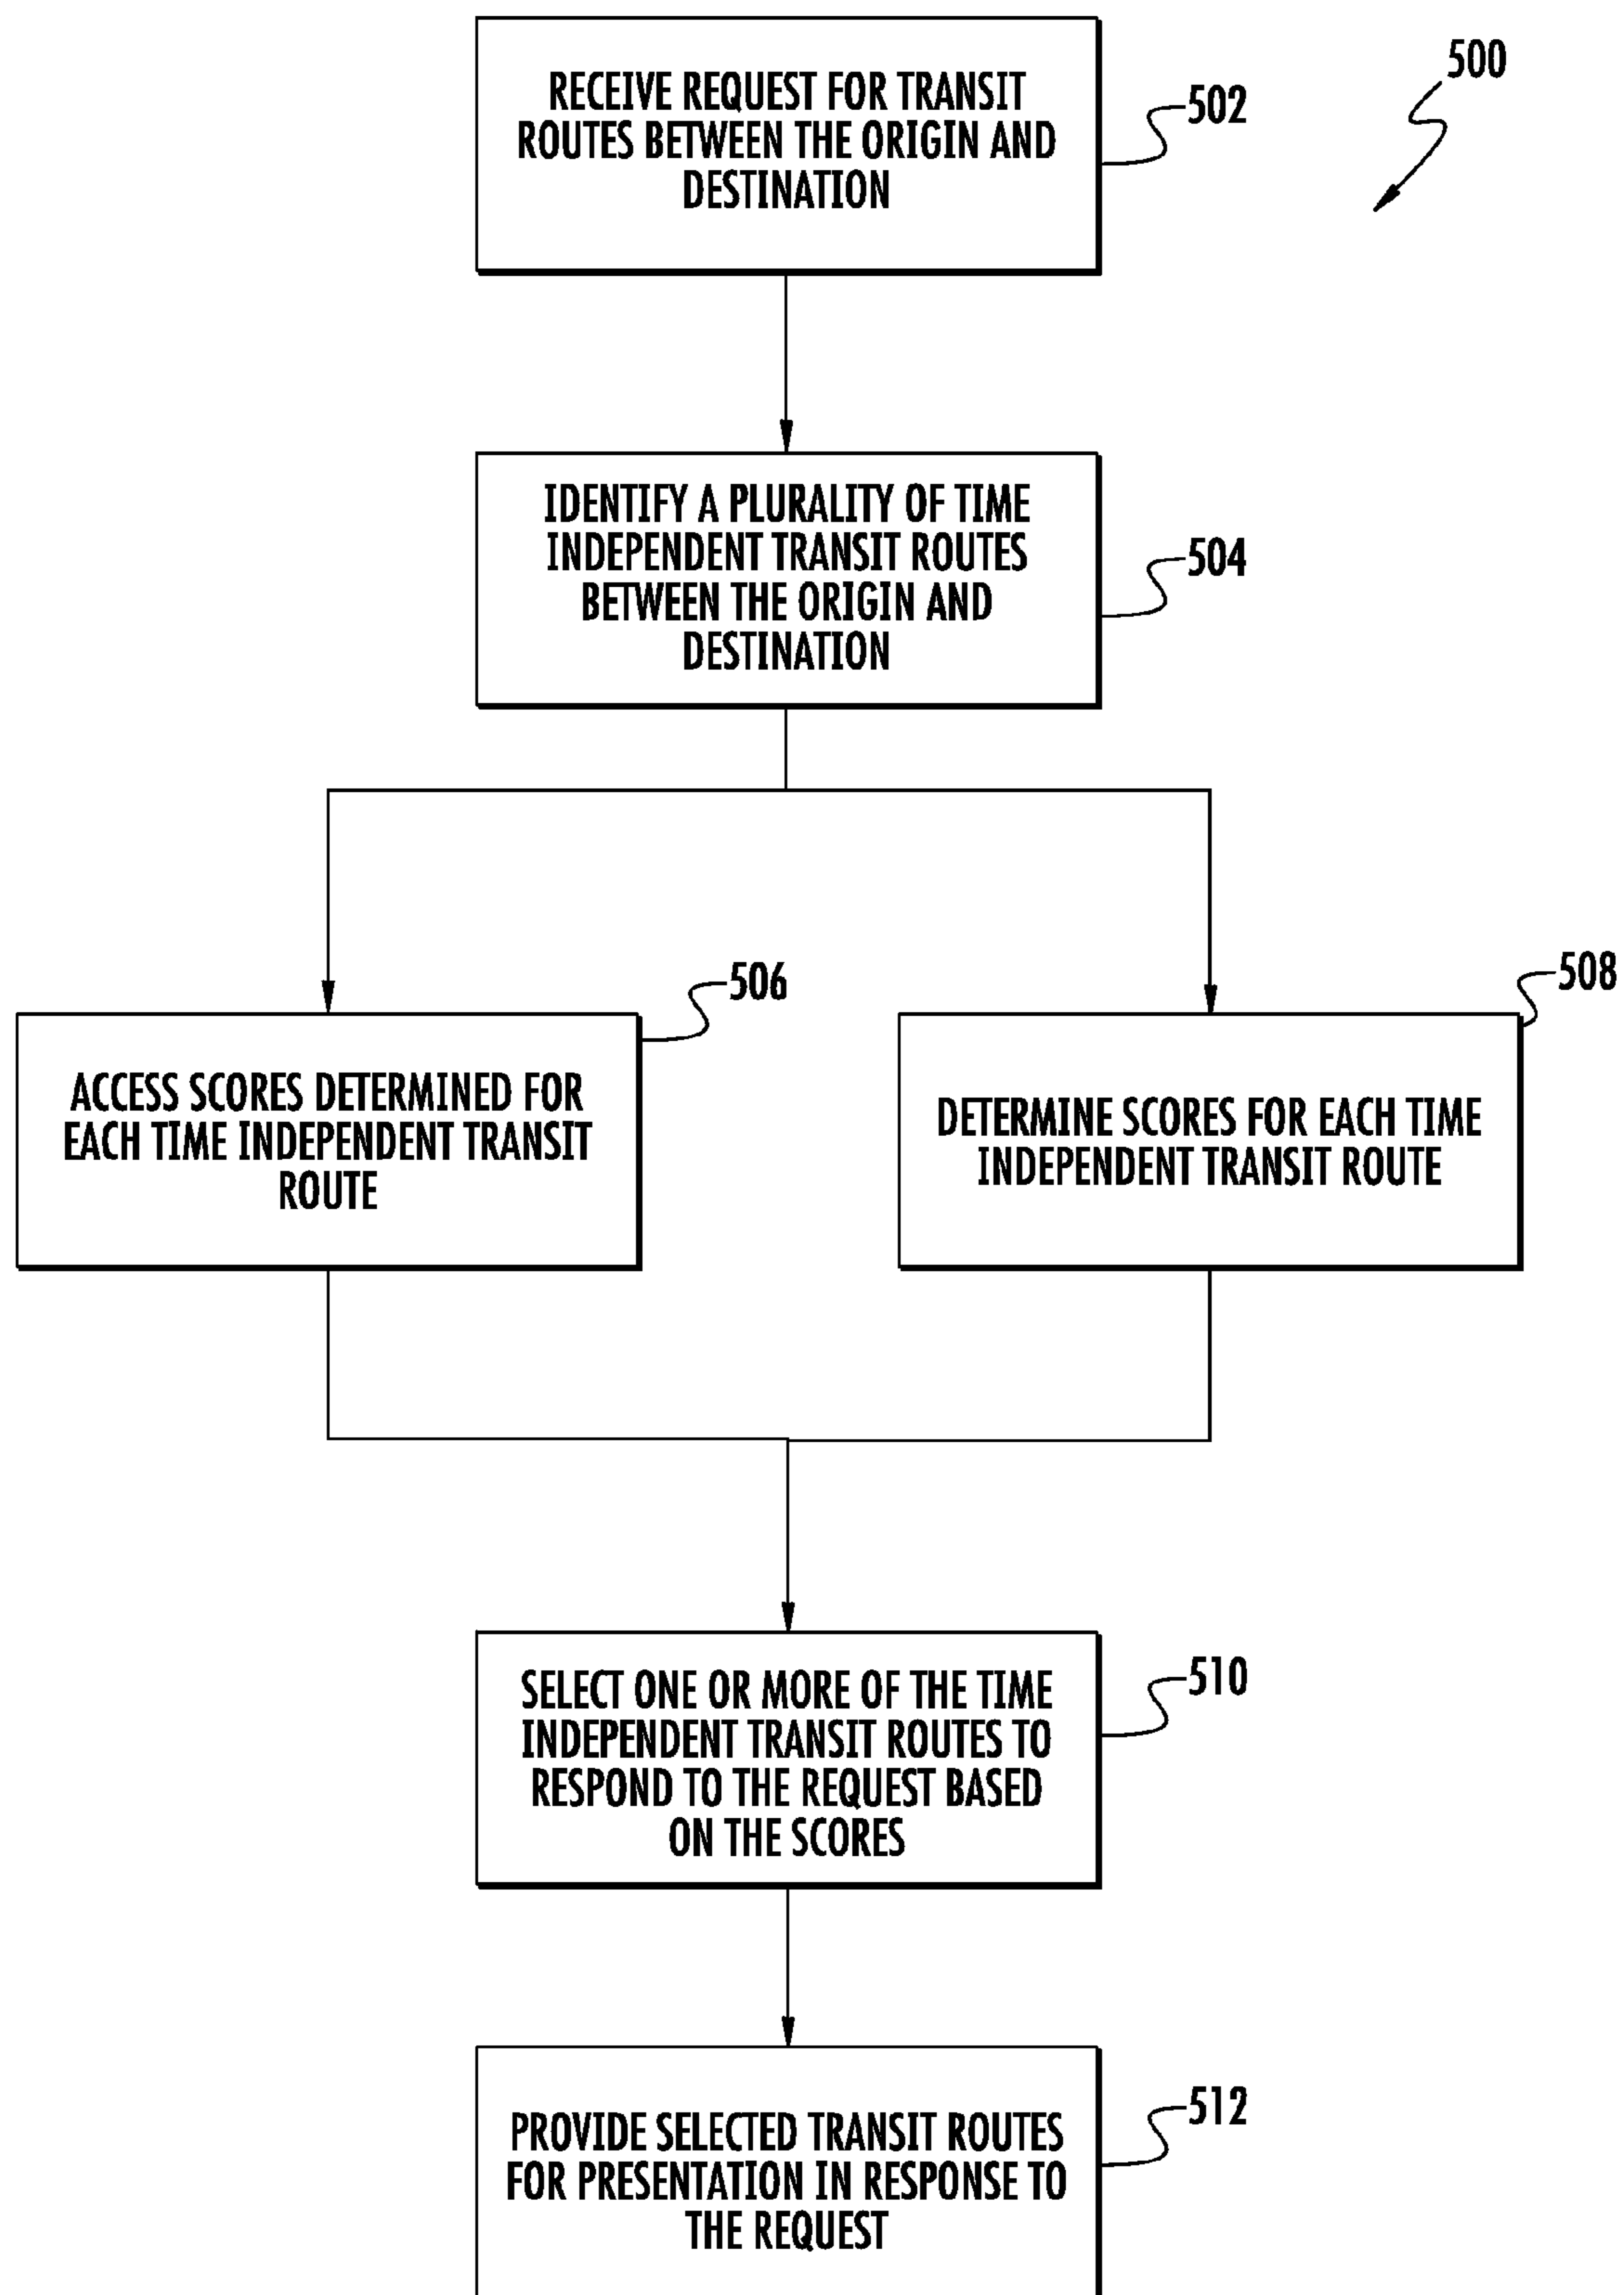 500
RECEIVE REQUEST FOR TRANSIT
ROUTES BETWEEN THE ORIGIN AND
DESTINATION
502
IDENTIFY A PLURALITY OF TIME
INDEPENDENT TRANSIT ROUTES
BETWEEN THE ORIGIN AND
DESTINATION
504
ACCESS SCORES DETERMINED FOR
EACH TIME INDEPENDENT TRANSIT
ROUTE
506
DETERMINE SCORES FOR EACH TIME
INDEPENDENT TRANSIT ROUTE
508
SELECT ONE OR MORE OF THE TIME
INDEPENDENT TRANSIT ROUTES TO
RESPOND TO THE REQUEST BASED
ON THE SCORES
510
PROVIDE SELECTED TRANSIT ROUTES
FOR PRESENTATION IN RESPONSE TO
THE REQUEST
512